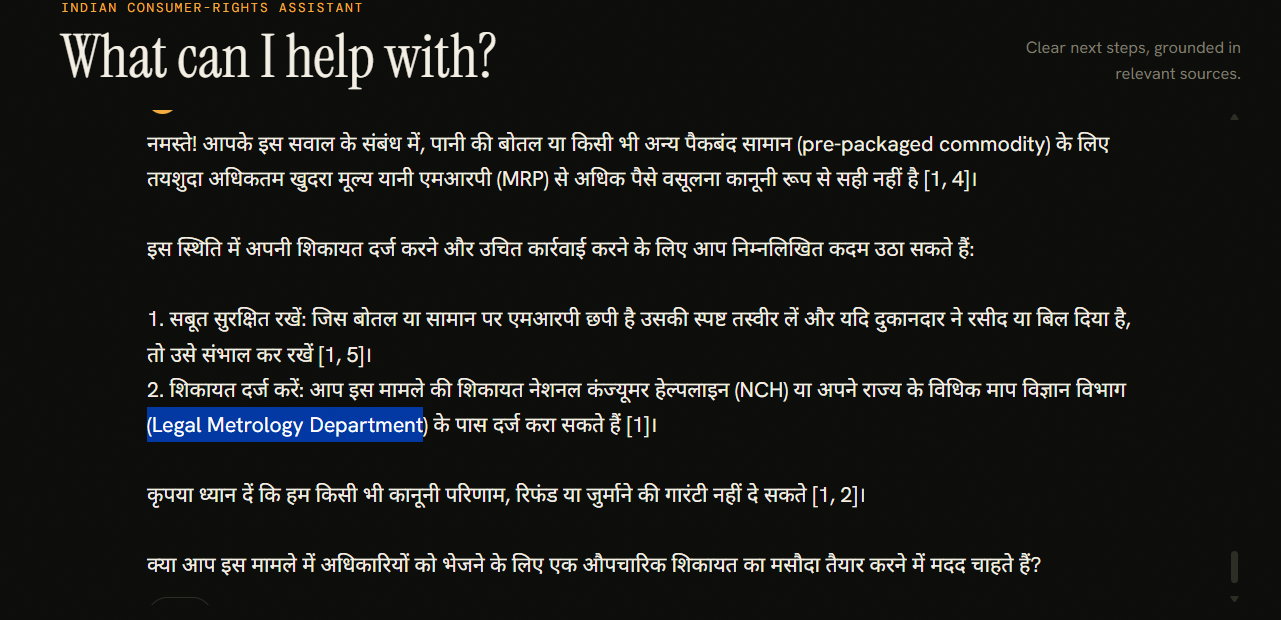 INDIAN CONSUMER-RIGHTS ASSISTANT
What can I help with?
Clear next steps, grounded in
relevant sources.
नमस्ते! आपके इस सवाल के संबंध में, पानी की बोतल या किसी भी अन्य पैकबंद सामान (pre-packaged commodity) के लिए
तयशुदा अधिकतम खुदरा मूल्य यानी एमआरपी (MRP) से अधिक पैसे वसूलना कानूनी रूप से सही नहीं है [1, 4]।
इस स्थिति में अपनी शिकायत दर्ज करने और उचित कार्रवाई करने के लिए आप निम्नलिखित कदम उठा सकते हैं:
1. सबूत सुरक्षित रखें: जिस बोतल या सामान पर एमआरपी छपी है उसकी स्पष्ट तस्वीर लें और यदि दुकानदार ने रसीद या बिल दिया है,
तो उसे संभाल कर रखें [1, 5]।
2. शिकायत दर्ज करें: आप इस मामले की शिकायत नेशनल कंज्यूमर हेल्पलाइन (NCH) या अपने राज्य के विधिक माप विज्ञान विभाग
(Legal Metrology Department) के पास दर्ज करा सकते हैं [1]।
कृपया ध्यान दें कि हम किसी भी कानूनी परिणाम, रिफंड या जुर्माने की गारंटी नहीं दे सकते [1, 2]।
क्या आप इस मामले में अधिकारियों को भेजने के लिए एक औपचारिक शिकायत का मसौदा तैयार करने में मदद चाहते हैं?